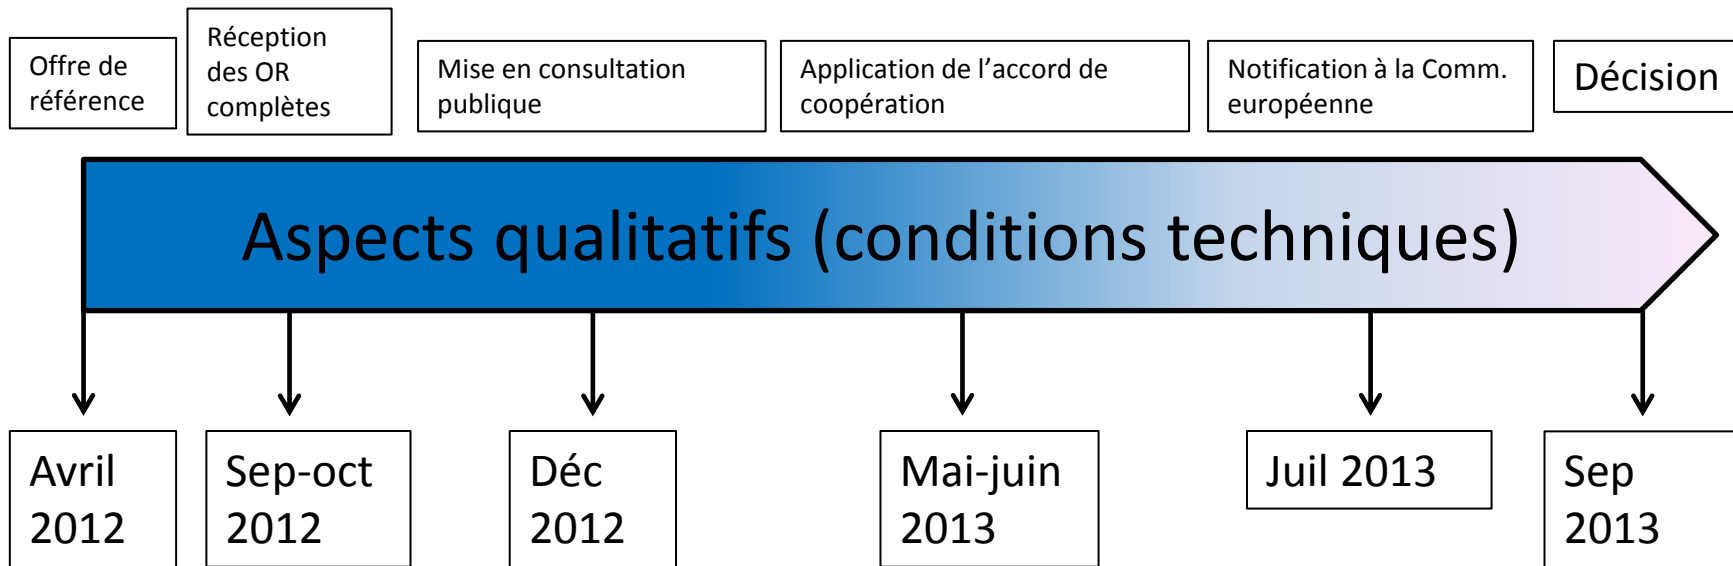 Offre de
référence
Réception
des OR
complètes
Mise en consultation
publique
Application de l’accord de
coopération
Notification à la Comm.
européenne
Décision
Aspects qualitatifs (conditions techniques)
Avril
2012
Sep-oct
2012
Déc
2012
Mai-juin
2013
Juil 2013
Sep
2013